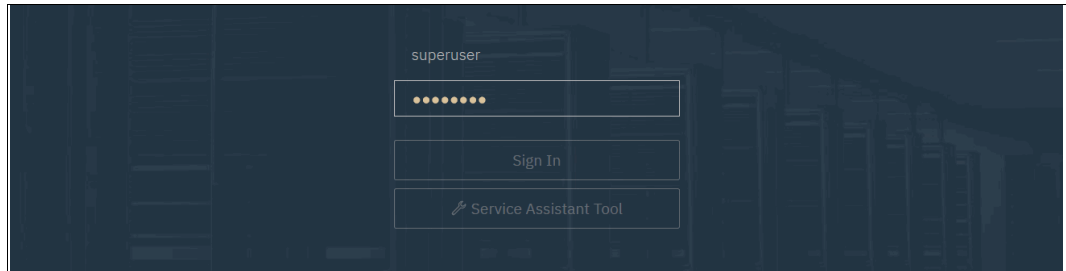 superuser
●●●●●●●●
Sign In
Service Assistant Tool